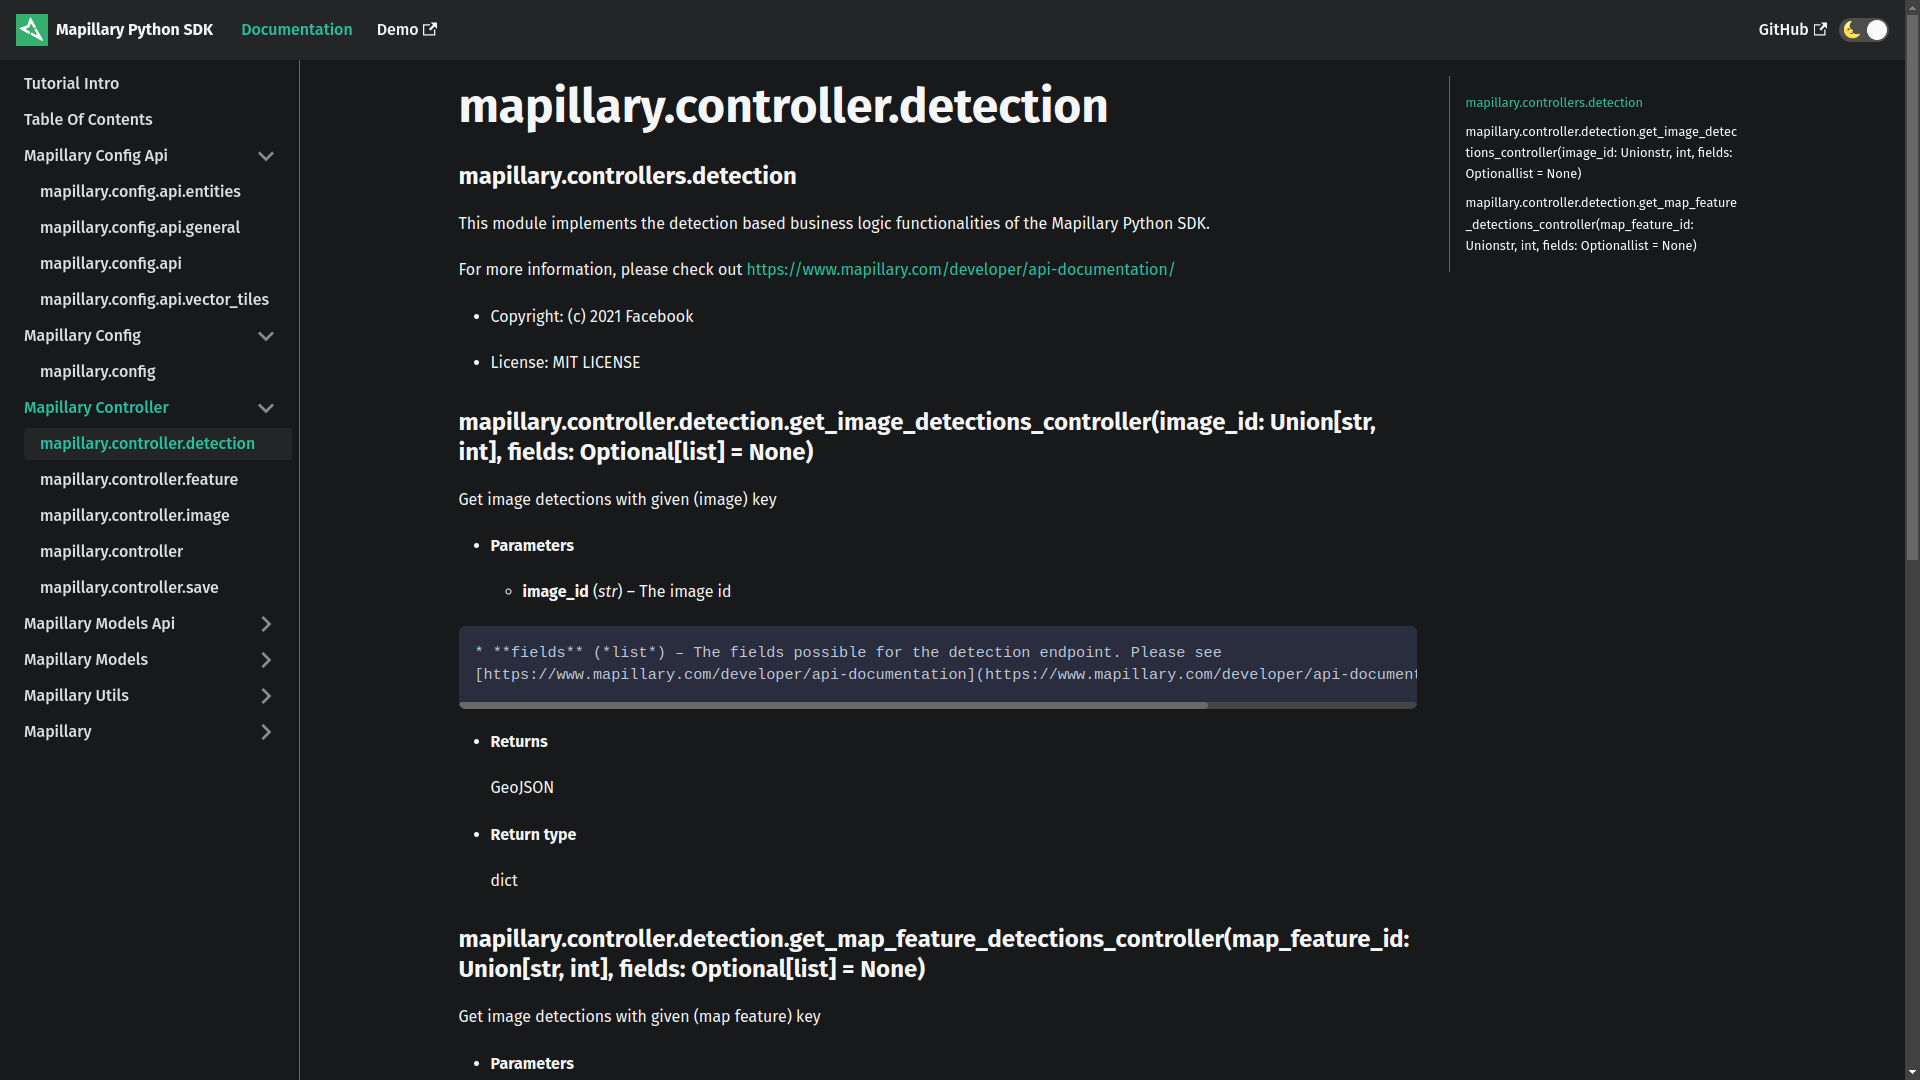 Mapillary Python SDK
Documentation
Demo
GitHub
Tutorial Intro
Table Of Contents
Mapillary Config Api
mapillary.config.api.entities
mapillary.config.api.general
mapillary.config.api
mapillary.config.api.vector_tiles
Mapillary Config
mapillary.config
Mapillary Controller
mapillary.controller.detection
mapillary.controller.feature
mapillary.controller.image
mapillary.controller
mapillary.controller.save
Mapillary Models Api
Mapillary Models
Mapillary Utils
Mapillary
mapillary.controller.detection
mapillary.controllers.detection
This module implements the detection based business logic functionalities of the Mapillary Python SDK.
For more information, please check out https://www.mapillary.com/developer/api-documentation/
• Copyright: (c) 2021 Facebook
• License: MIT LICENSE
mapillary.controller.detection.get_image_detections_controller(image_id: Union[str,
int], fields: Optional[list] = None)
Get image detections with given (image) key
• Parameters
◦ image_id (str) – The image id
* **fields** (*list*) – The fields possible for the detection endpoint. Please see
[https://www.mapillary.com/developer/api-documentation](https://www.mapillary.com/developer/api-document
• Returns
GeoJSON
• Return type
dict
mapillary.controller.detection.get_map_feature_detections_controller(map_feature_id:
Union[str, int], fields: Optional[list] = None)
Get image detections with given (map feature) key
• Parameters
mapillary.controllers.detection
mapillary.controller.detection.get_image_detec
tions_controller(image_id: Unionstr, int, fields:
Optionallist = None)
mapillary.controller.detection.get_map_feature
_detections_controller(map_feature_id:
Unionstr, int, fields: Optionallist = None)